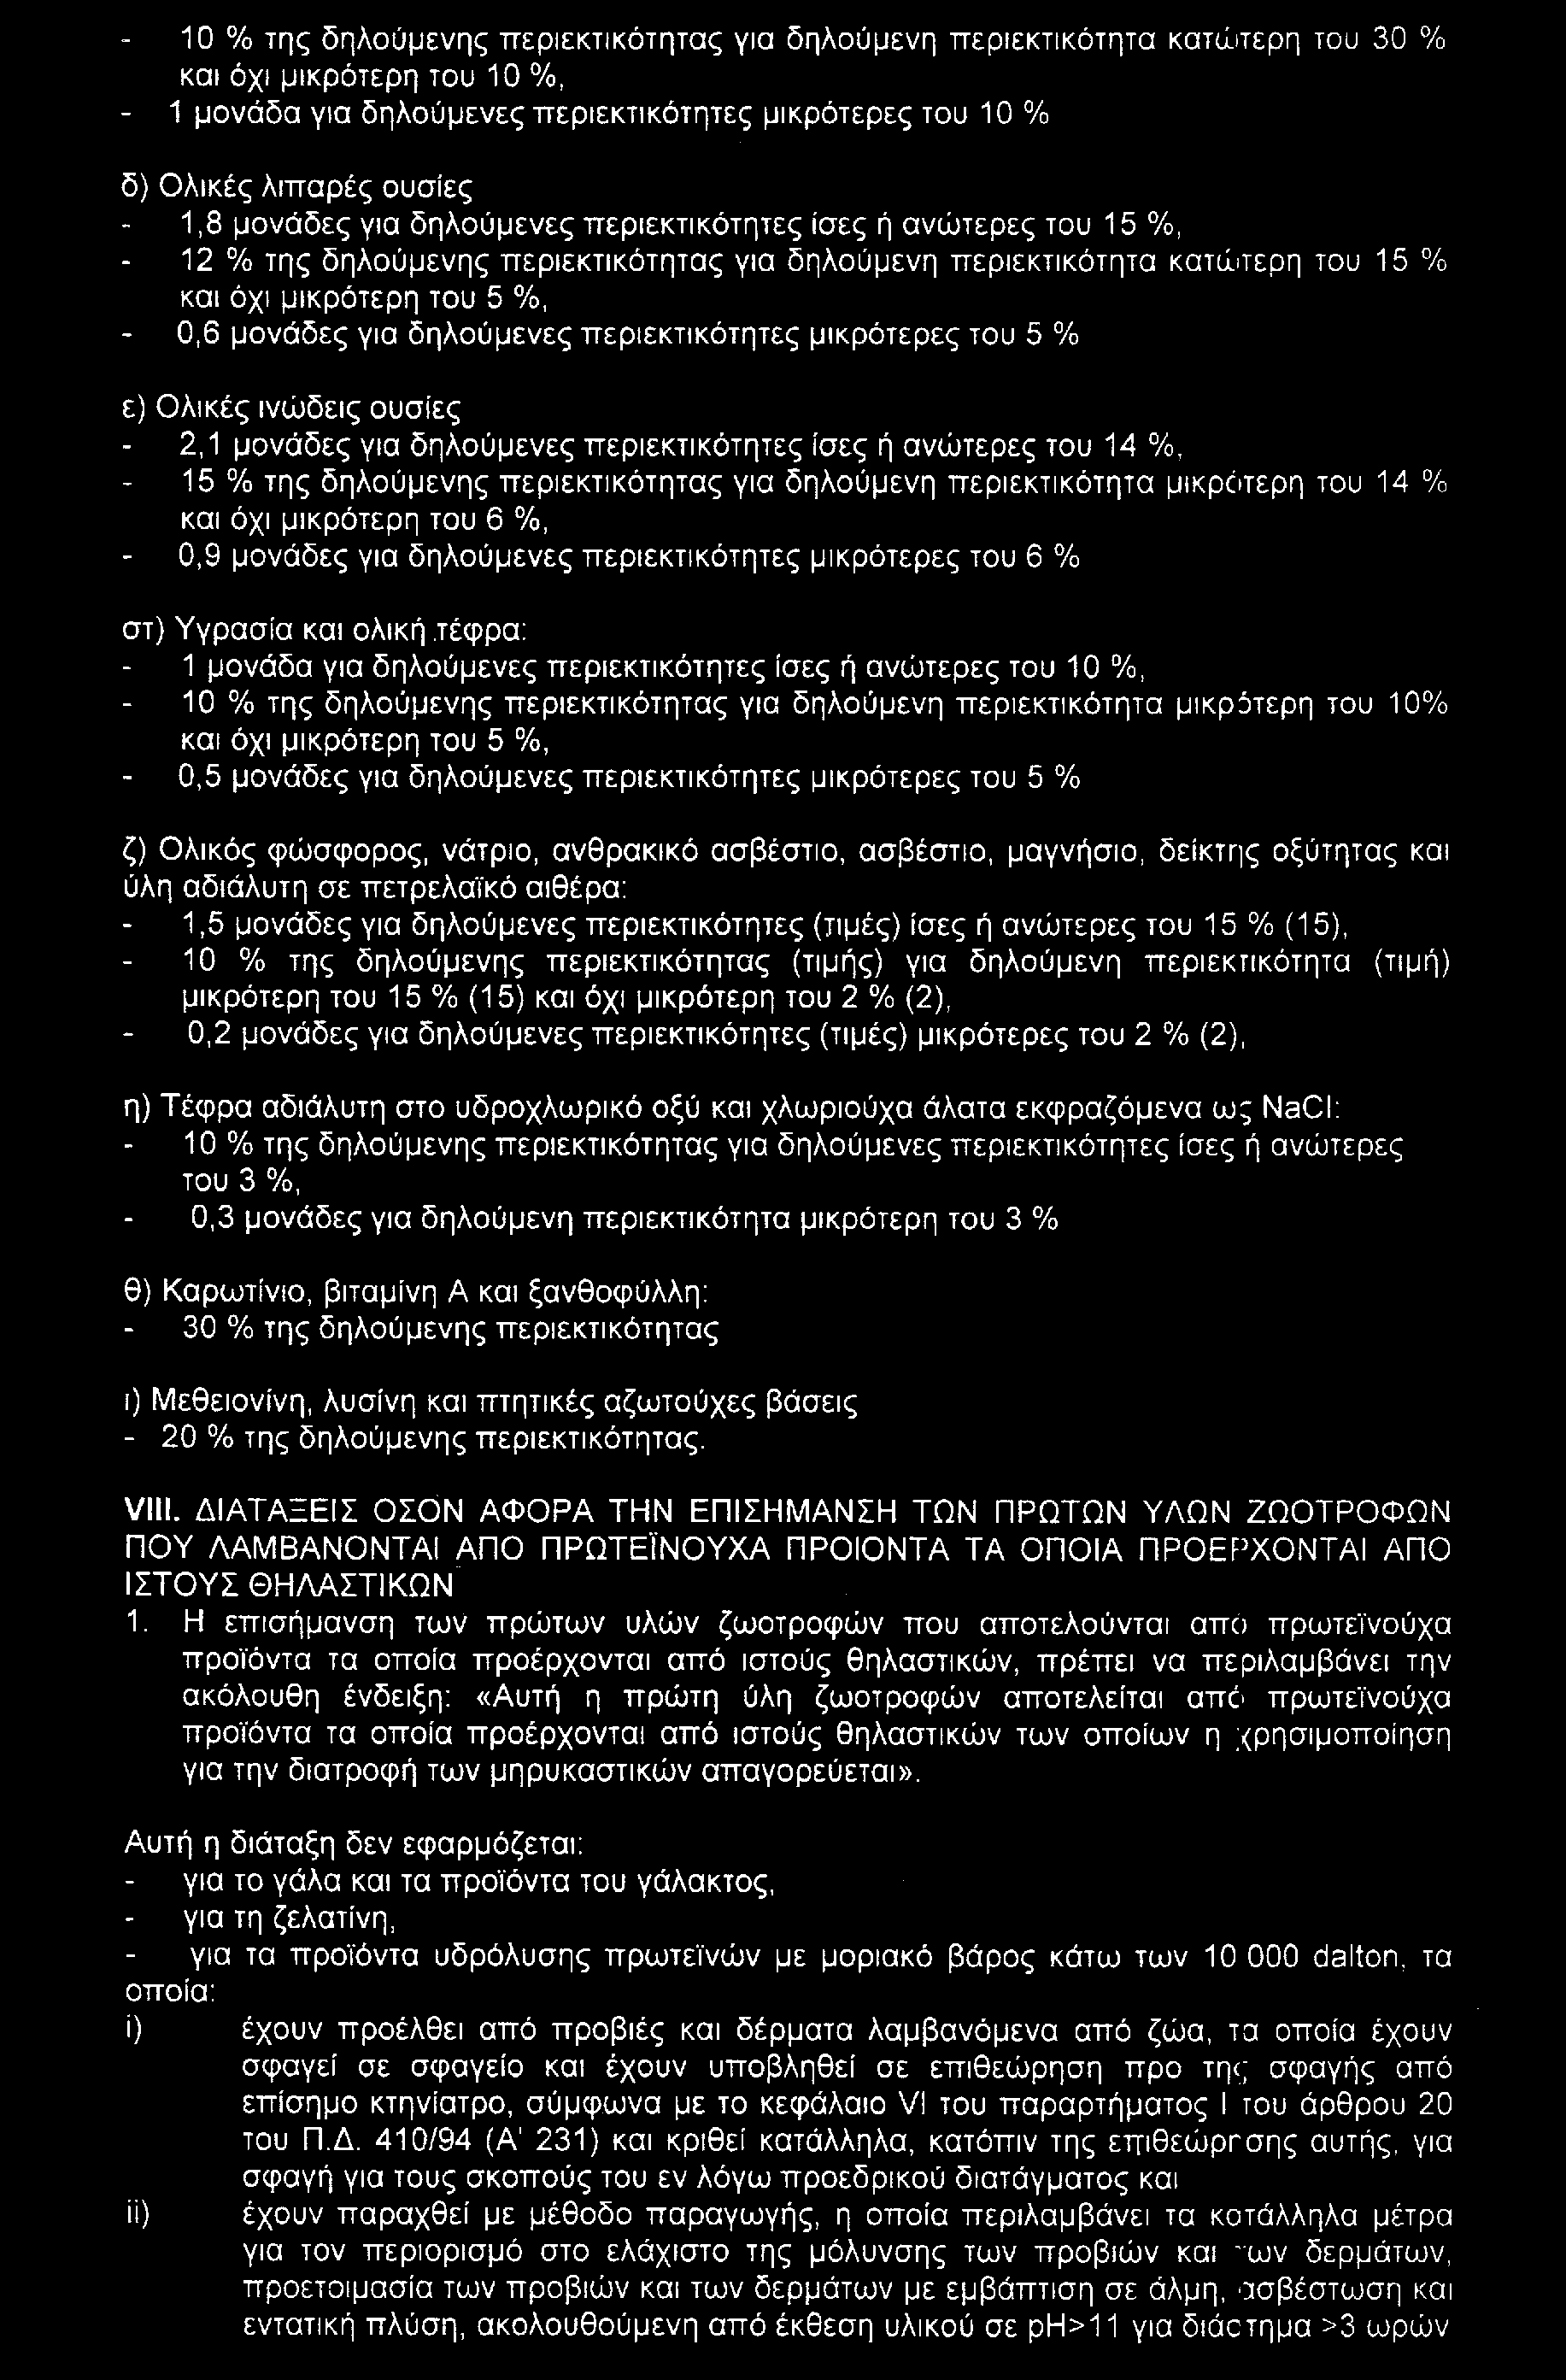 - 10 % της δηλούμενης περιεκτικότητας για δηλούμενη περιεκτικότητα κατώτερη του 30 %
και όχι μικρότερη του 10 %,
- 1 μονάδα για δηλούμενες περιεκτικότητες μικρότερες του 10 %
δ) Ολικές λιπαρές ουσίες
- 1,8 μονάδες για δηλούμενες περιεκτικότητες ίσες ή ανώτερες του 15 %,
- 12 % της δηλούμενης περιεκτικότητας για δηλούμενη περιεκτικότητα κατώτερη του 15 %
και όχι μικρότερη του 5 %,
- 0,6 μονάδες για δηλούμενες περιεκτικότητες μικρότερες του 5 %
ε) Ολικές ινώδεις ουσίες
- 2,1 μονάδες για δηλούμενες περιεκτικότητες ίσες ή ανώτερες του 14 %,
- 15 % της δηλούμενης περιεκτικότητας για δηλούμενη περιεκτικότητα μικρότερη του 14 %
και όχι μικρότερη του 6 %,
- 0,9 μονάδες για δηλούμενες περιεκτικότητες μικρότερες του 6 %
στ) Υγρασία και ολική τέφρα:
- 1 μονάδα για δηλούμενες περιεκτικότητες ίσες ή ανώτερες του 10 %,
- 10 % της δηλούμενης περιεκτικότητας για δηλούμενη περιεκτικότητα μικρότερη του 10%
και όχι μικρότερη του 5 %,
- 0,5 μονάδες για δηλούμενες περιεκτικότητες μικρότερες του 5 %
ζ) Ολικός φώσφορος, νάτριο, ανθρακικό ασβέστιο, ασβέστιο, μαγνήσιο, δείκτης οξύτητας και
ύλη αδιάλυτη σε πετρελαϊκό αιθέρα:
- 1,5 μονάδες για δηλούμενες περιεκτικότητες (τιμές) ίσες ή ανώτερες του 15 % (15),
- 10 % της δηλούμενης περιεκτικότητας (τιμής) για δηλούμενη περιεκτικότητα (τιμή)
μικρότερη του 15 % (15) και όχι μικρότερη του 2 % (2),
- 0,2 μονάδες για δηλούμενες περιεκτικότητες (τιμές) μικρότερες του 2 % (2),
η) Τέφρα αδιάλυτη στο υδροχλωρικό οξύ και χλωριούχα άλατα εκφραζόμενα ως NaCl:
- 10 % της δηλούμενης περιεκτικότητας για δηλούμενες περιεκτικότητες ίσες ή ανώτερες
του 3 %,
- 0,3 μονάδες για δηλούμενη περιεκτικότητα μικρότερη του 3 %
θ) Καρωτίνιο, βιταμίνη Α και ξανθοφύλλη:
- 30 % της δηλούμενης περιεκτικότητας
ι) Μεθειονίνη, λυσίνη και πτητικές αζωτούχες βάσεις
- 20 % της δηλούμενης περιεκτικότητας.
VIII. ΔΙΑΤΑΞΕΙΣ ΟΣΟΝ ΑΦΟΡΑ ΤΗΝ ΕΠΙΣΗΜΑΝΣΗ ΤΩΝ ΠΡΩΤΩΝ ΥΛΩΝ ΖΩΟΤΡΟΦΩΝ
ΠΟΥ ΛΑΜΒΑΝΟΝΤΑΙ ΑΠΟ ΠΡΩΤΕΪΝΟΥΧΑ ΠΡΟΙΟΝΤΑ ΤΑ ΟΠΟΙΑ ΠΡΟΕΡΧΟΝΤΑΙ ΑΠΟ
ΙΣΤΟΥΣ ΘΗΛΑΣΤΙΚΩΝ
1. Η επισήμανση των πρώτων υλών ζωοτροφών που αποτελούνται από πρωτεϊνούχα
προϊόντα τα οποία προέρχονται από ιστούς θηλαστικών, πρέπει να περιλαμβάνει την
ακόλουθη ένδειξη: «Αυτή η πρώτη ύλη ζωοτροφών αποτελείται από πρωτεϊνούχα
προϊόντα τα οποία προέρχονται από ιστούς θηλαστικών των οποίων η χρησιμοποίηση
για την διατροφή των μηρυκαστικών απαγορεύεται».
Αυτή η διάταξη δεν εφαρμόζεται:
- για το γάλα και τα προϊόντα του γάλακτος,
- για τη ζελατίνη,
- για τα προϊόντα υδρόλυσης πρωτεϊνών με μοριακό βάρος κάτω των 10 000 dalton, τα
οποία:
i) έχουν προέλθει από προβιές και δέρματα λαμβανόμενα από ζώα, τα οποία έχουν
σφαγεί σε σφαγείο και έχουν υποβληθεί σε επιθεώρηση προ της σφαγής από
επίσημο κτηνίατρο, σύμφωνα με το κεφάλαιο VI του παραρτήματος Ι του άρθρου 20
του Π.Δ. 410/94 (Α' 231) και κριθεί κατάλληλα, κατόπιν της επιθεώρησης αυτής, για
σφαγή για τους σκοπούς του εν λόγω προεδρικού διατάγματος και
ii) έχουν παραχθεί με μέθοδο παραγωγής, η οποία περιλαμβάνει τα κατάλληλα μέτρα
για τον περιορισμό στο ελάχιστο της μόλυνσης των προβιών και των δερμάτων,
προετοιμασία των προβιών και των δερμάτων με εμβάπτιση σε άλμη, ασβέστωση και
εντατική πλύση, ακολουθούμενη από έκθεση υλικού σε pH>11 για διάστημα >3 ωρών